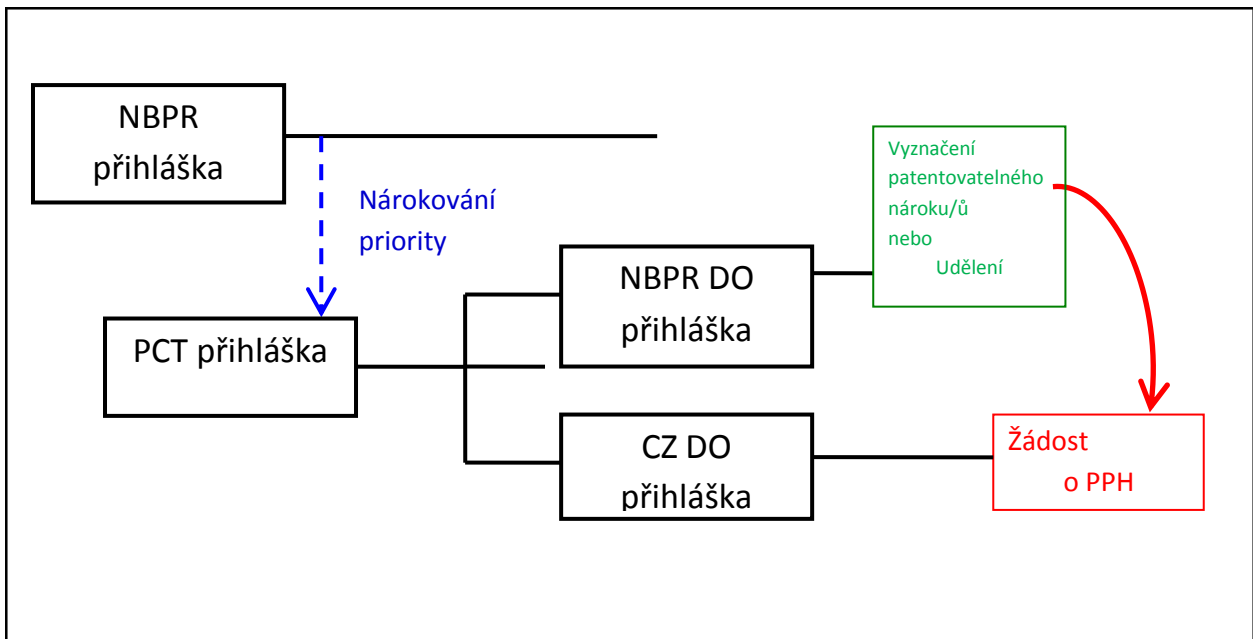 NBPR
přihláška
Nárokování
priority
PCT přihláška
NBPR DO
přihláška
CZ DO
přihláška
Vyznačení
patentovatelného
nároku/ů
nebo
Udělení
Žádost
o PPH